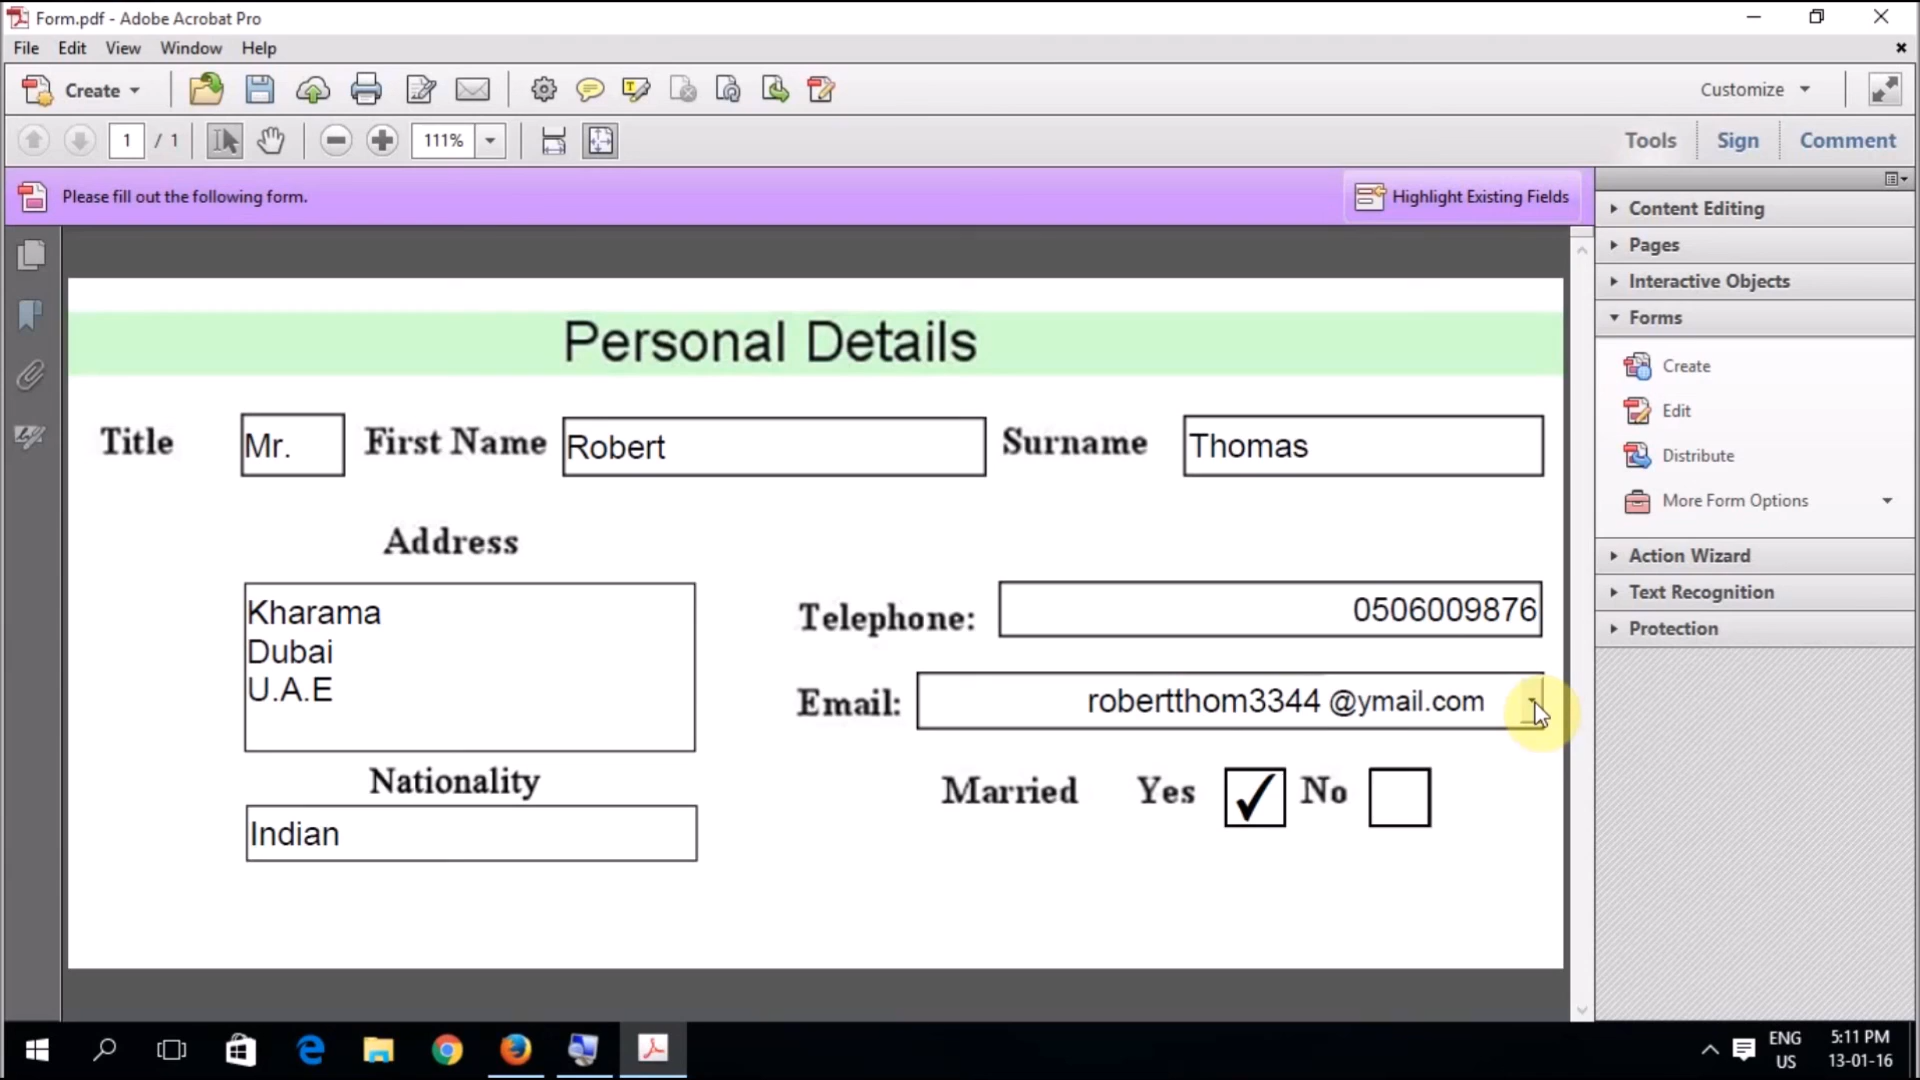 Form.pdf - Adobe Acrobat Pro
File Edit View Window Help
Create Customize
1 / 1 111% Tools Sign Comment
Please fill out the following form. Highlight Existing Fields
Content Editing
Pages
Interactive Objects
Forms
Create
Edit
Distribute
More Form Options
Action Wizard
Text Recognition
Protection
Personal Details
Title Mr. First Name Robert Surname Thomas
Address
Kharama
Dubai
U.A.E
Telephone: 0506009876
Email: robertthom3344 @ymail.com
Nationality
Indian
Married Yes ✓ No
ENG
US
5:11 PM
13-01-16